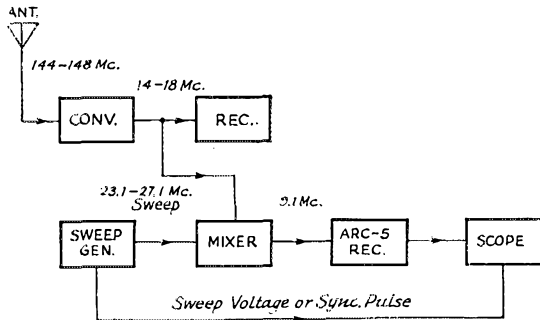 ANT.
144-148 Mc.
14-18 Mc.
CONV.
REC.
23.1-27.1 Mc.
Sweep
9.1 Mc.
SWEEP
GEN.
MIXER
ARC-5
REC.
SCOPE
Sweep Voltage or Sync. Pulse